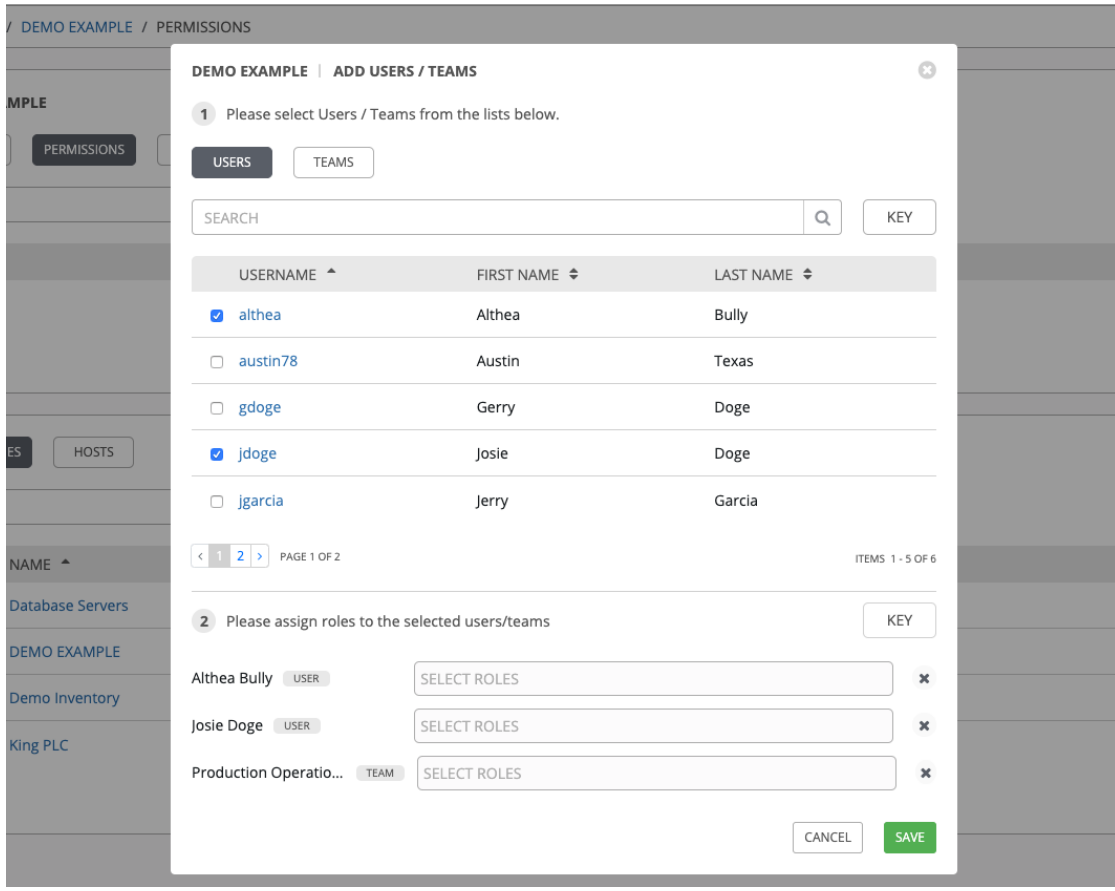 / DEMO EXAMPLE / PERMISSIONS
MPLE
PERMISSIONS
ES
HOSTS
NAME
Database Servers
DEMO EXAMPLE
Demo Inventory
King PLC
DEMO EXAMPLE | ADD USERS / TEAMS
1 Please select Users / Teams from the lists below.
USERS TEAMS
SEARCH KEY
USERNAME FIRST NAME LAST NAME
althea Althea Bully
austin78 Austin Texas
gdoge Gerry Doge
jdoge Josie Doge
jgarcia Jerry Garcia
< 1 2 > PAGE 1 OF 2 ITEMS 1 - 5 OF 6
2 Please assign roles to the selected users/teams KEY
Althea Bully USER SELECT ROLES
Josie Doge USER SELECT ROLES
Production Operatio... TEAM SELECT ROLES
CANCEL SAVE